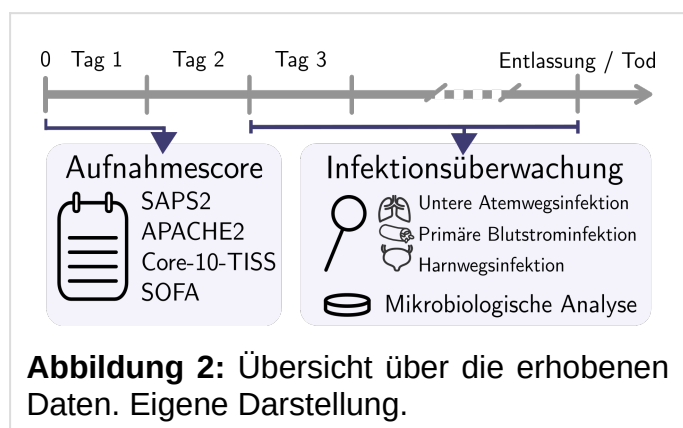 0 Tag 1 Tag 2 Tag 3 Entlassung / Tod
Aufnahmescore
SAPS2
APACHE2
Core-10-TISS
SOFA
Infektionsüberwachung
Untere Atemwegsinfektion
Primäre Blutstrominfektion
Harnwegsinfektion
Mikrobiologische Analyse
Abbildung 2: Übersicht über die erhobenen
Daten. Eigene Darstellung.